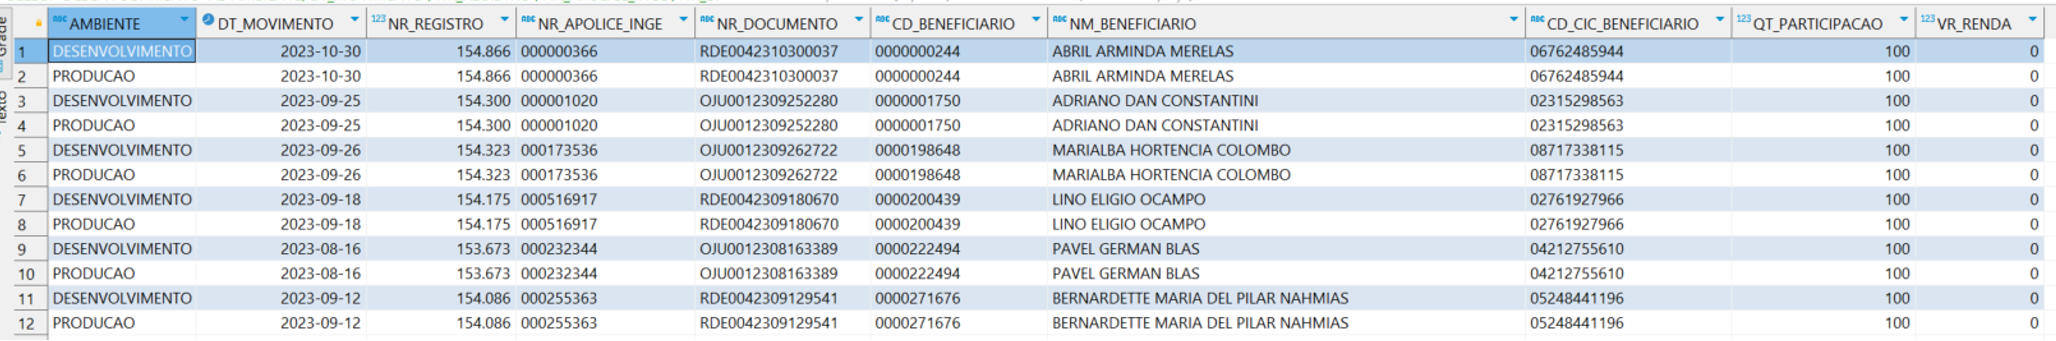 Grade Texto
AMBIENTE DT_MOVIMENTO NR_REGISTRO NR_APOLICE_INGE NR_DOCUMENTO CD_BENEFICIARIO NM_BENEFICIARIO CD_CIC_BENEFICIARIO QT_PARTICIPACAO VR_RENDA
1 DESENVOLVIMENTO 2023-10-30 154.866 000000366 RDE0042310300037 0000000244 ABRIL ARMINDA MERELAS 06762485944 100 0
2 PRODUCAO 2023-10-30 154.866 000000366 RDE0042310300037 0000000244 ABRIL ARMINDA MERELAS 06762485944 100 0
3 DESENVOLVIMENTO 2023-09-25 154.300 000001020 OJU0012309252280 0000001750 ADRIANO DAN CONSTANTINI 02315298563 100 0
4 PRODUCAO 2023-09-25 154.300 000001020 OJU0012309252280 0000001750 ADRIANO DAN CONSTANTINI 02315298563 100 0
5 DESENVOLVIMENTO 2023-09-26 154.323 000173536 OJU0012309262722 0000198648 MARIALBA HORTENCIA COLOMBO 08717338115 100 0
6 PRODUCAO 2023-09-26 154.323 000173536 OJU0012309262722 0000198648 MARIALBA HORTENCIA COLOMBO 08717338115 100 0
7 DESENVOLVIMENTO 2023-09-18 154.175 000516917 RDE0042309180670 0000200439 LINO ELIGIO OCAMPO 02761927966 100 0
8 PRODUCAO 2023-09-18 154.175 000516917 RDE0042309180670 0000200439 LINO ELIGIO OCAMPO 02761927966 100 0
9 DESENVOLVIMENTO 2023-08-16 153.673 000232344 OJU0012308163389 0000222494 PAVEL GERMAN BLAS 04212755610 100 0
10 PRODUCAO 2023-08-16 153.673 000232344 OJU0012308163389 0000222494 PAVEL GERMAN BLAS 04212755610 100 0
11 DESENVOLVIMENTO 2023-09-12 154.086 000255363 RDE0042309129541 0000271676 BERNARDETTE MARIA DEL PILAR NAHMIAS 05248441196 100 0
12 PRODUCAO 2023-09-12 154.086 000255363 RDE0042309129541 0000271676 BERNARDETTE MARIA DEL PILAR NAHMIAS 05248441196 100 0